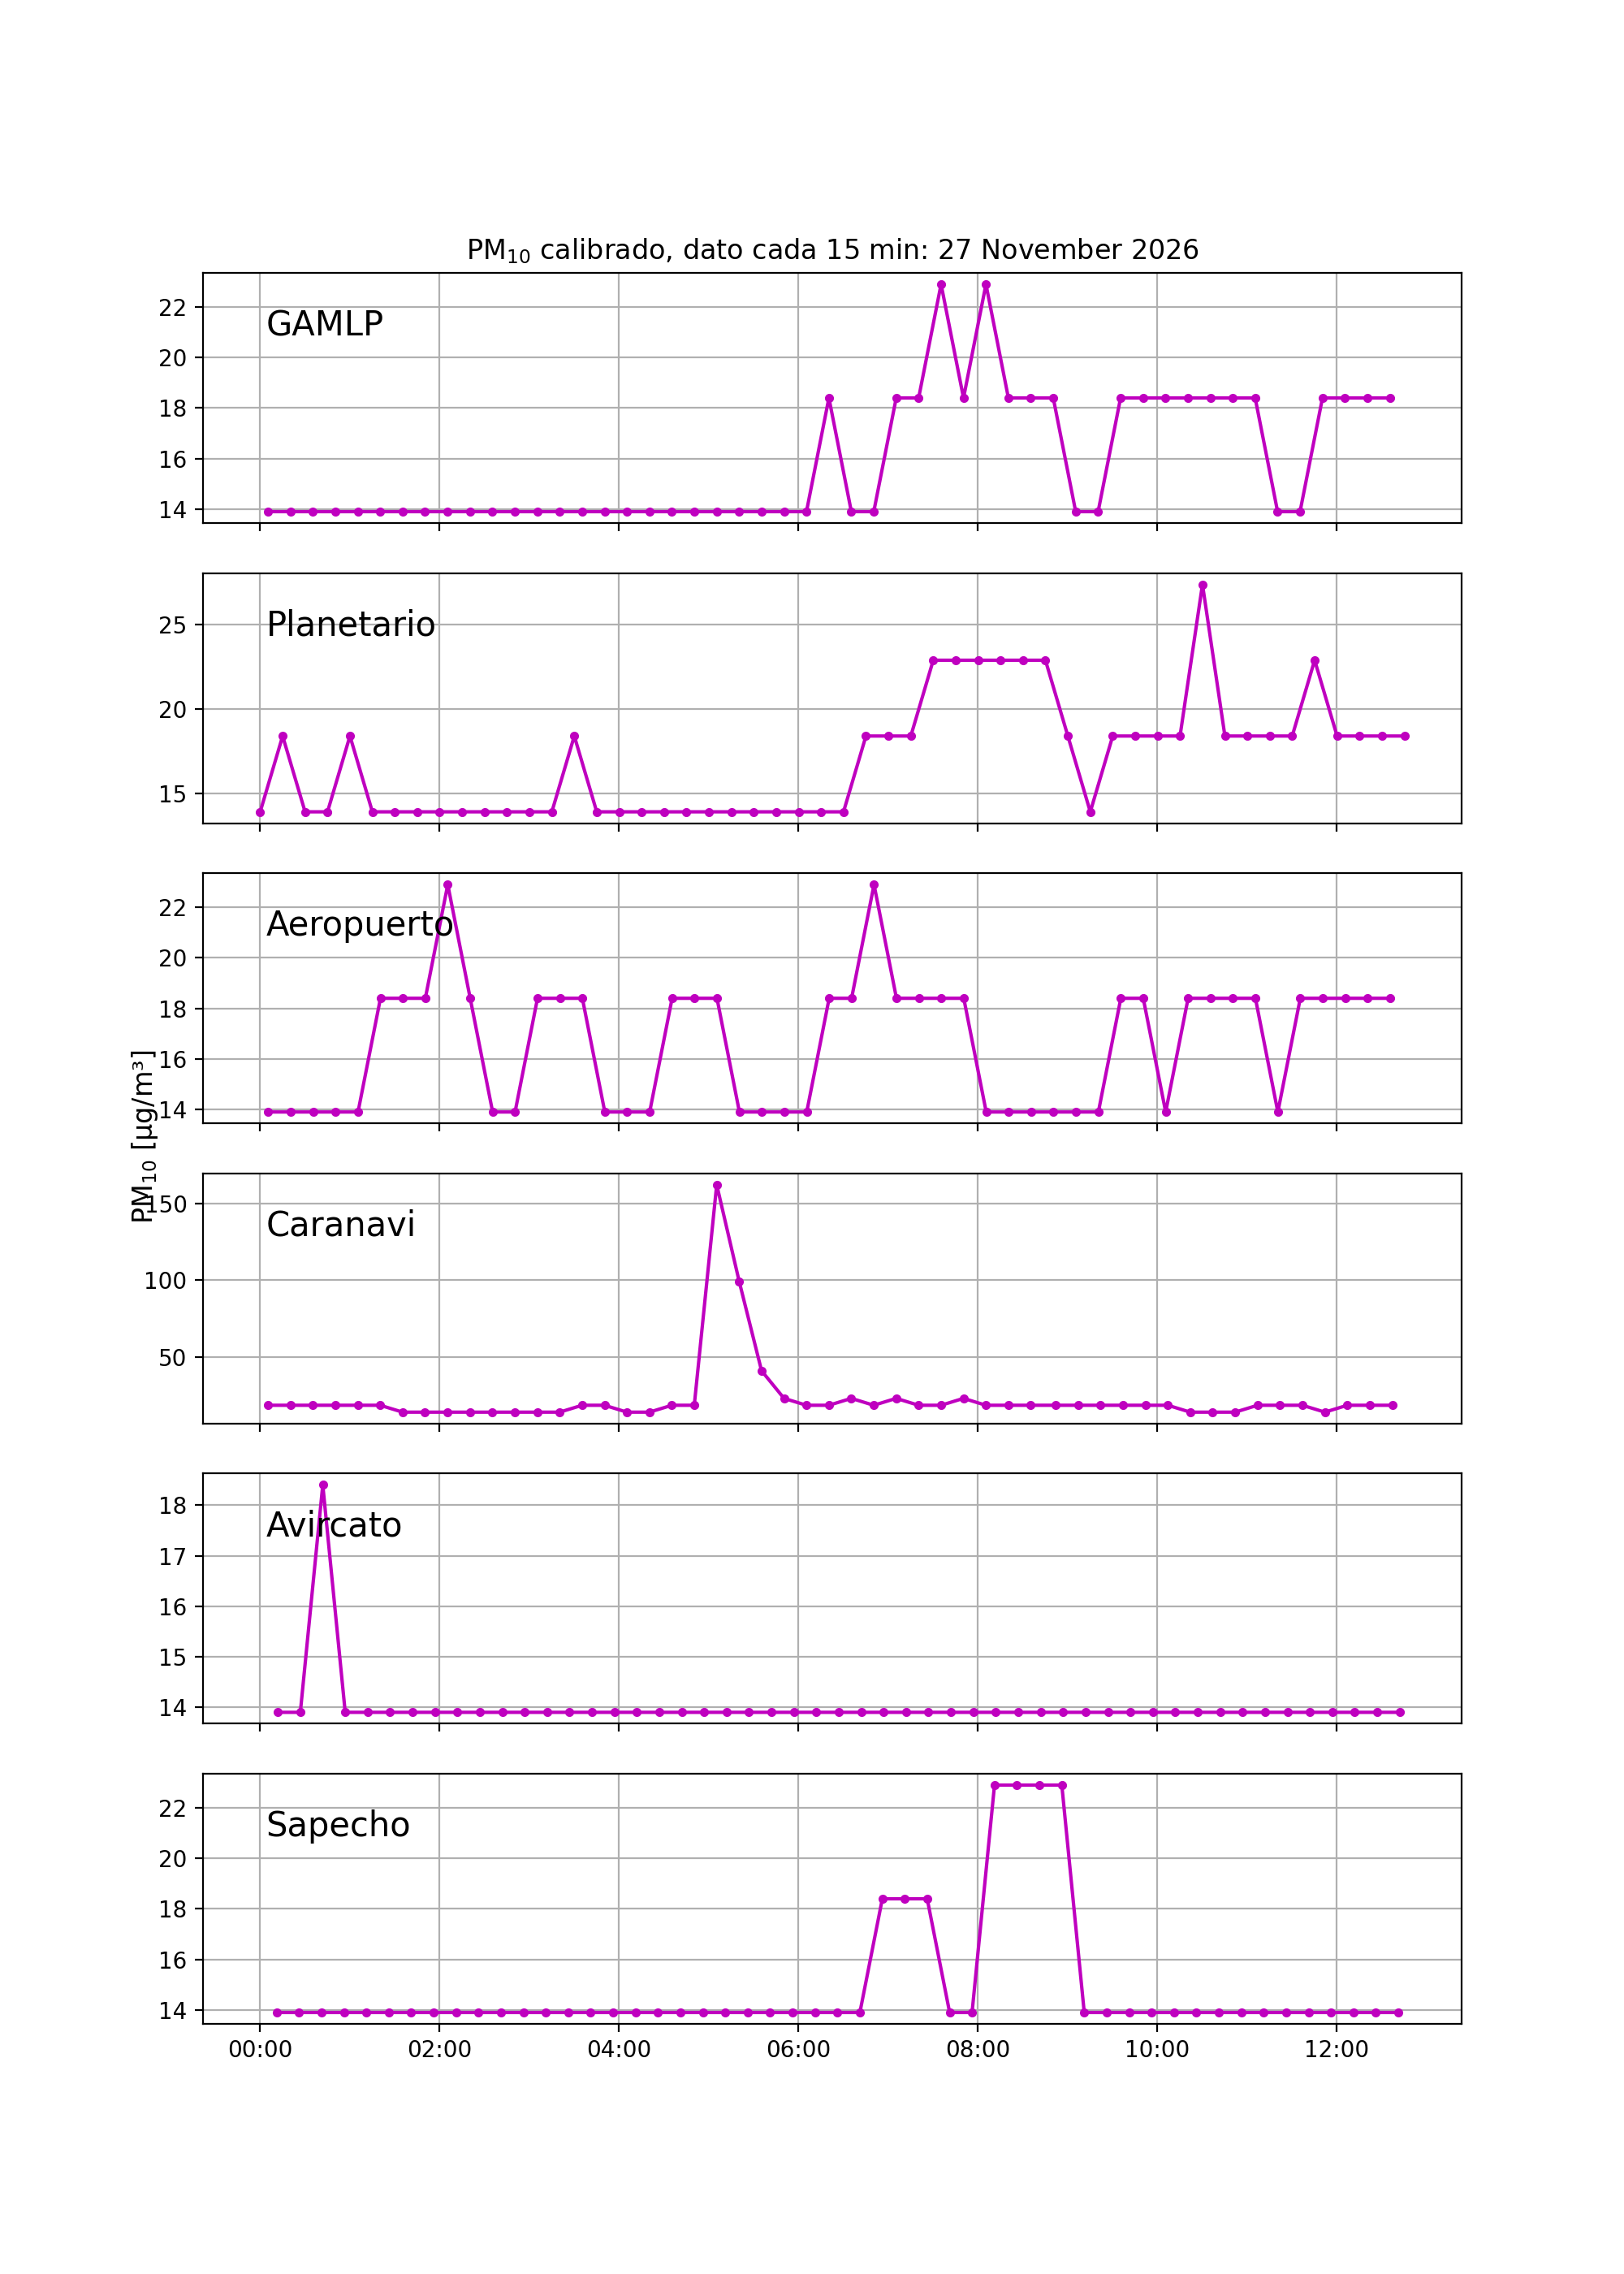 PM₁₀ calibrado, dato cada 15 min: 27 November 2026
22
20
18
16
14
GAMLP
25
20
15
Planetario
22
20
18
16
14
Aeropuerto
PM₁₀ [µg/m³]
150
100
50
Caranavi
18
17
16
15
14
Avircato
22
20
18
16
14
Sapecho
00:00 02:00 04:00 06:00 08:00 10:00 12:00